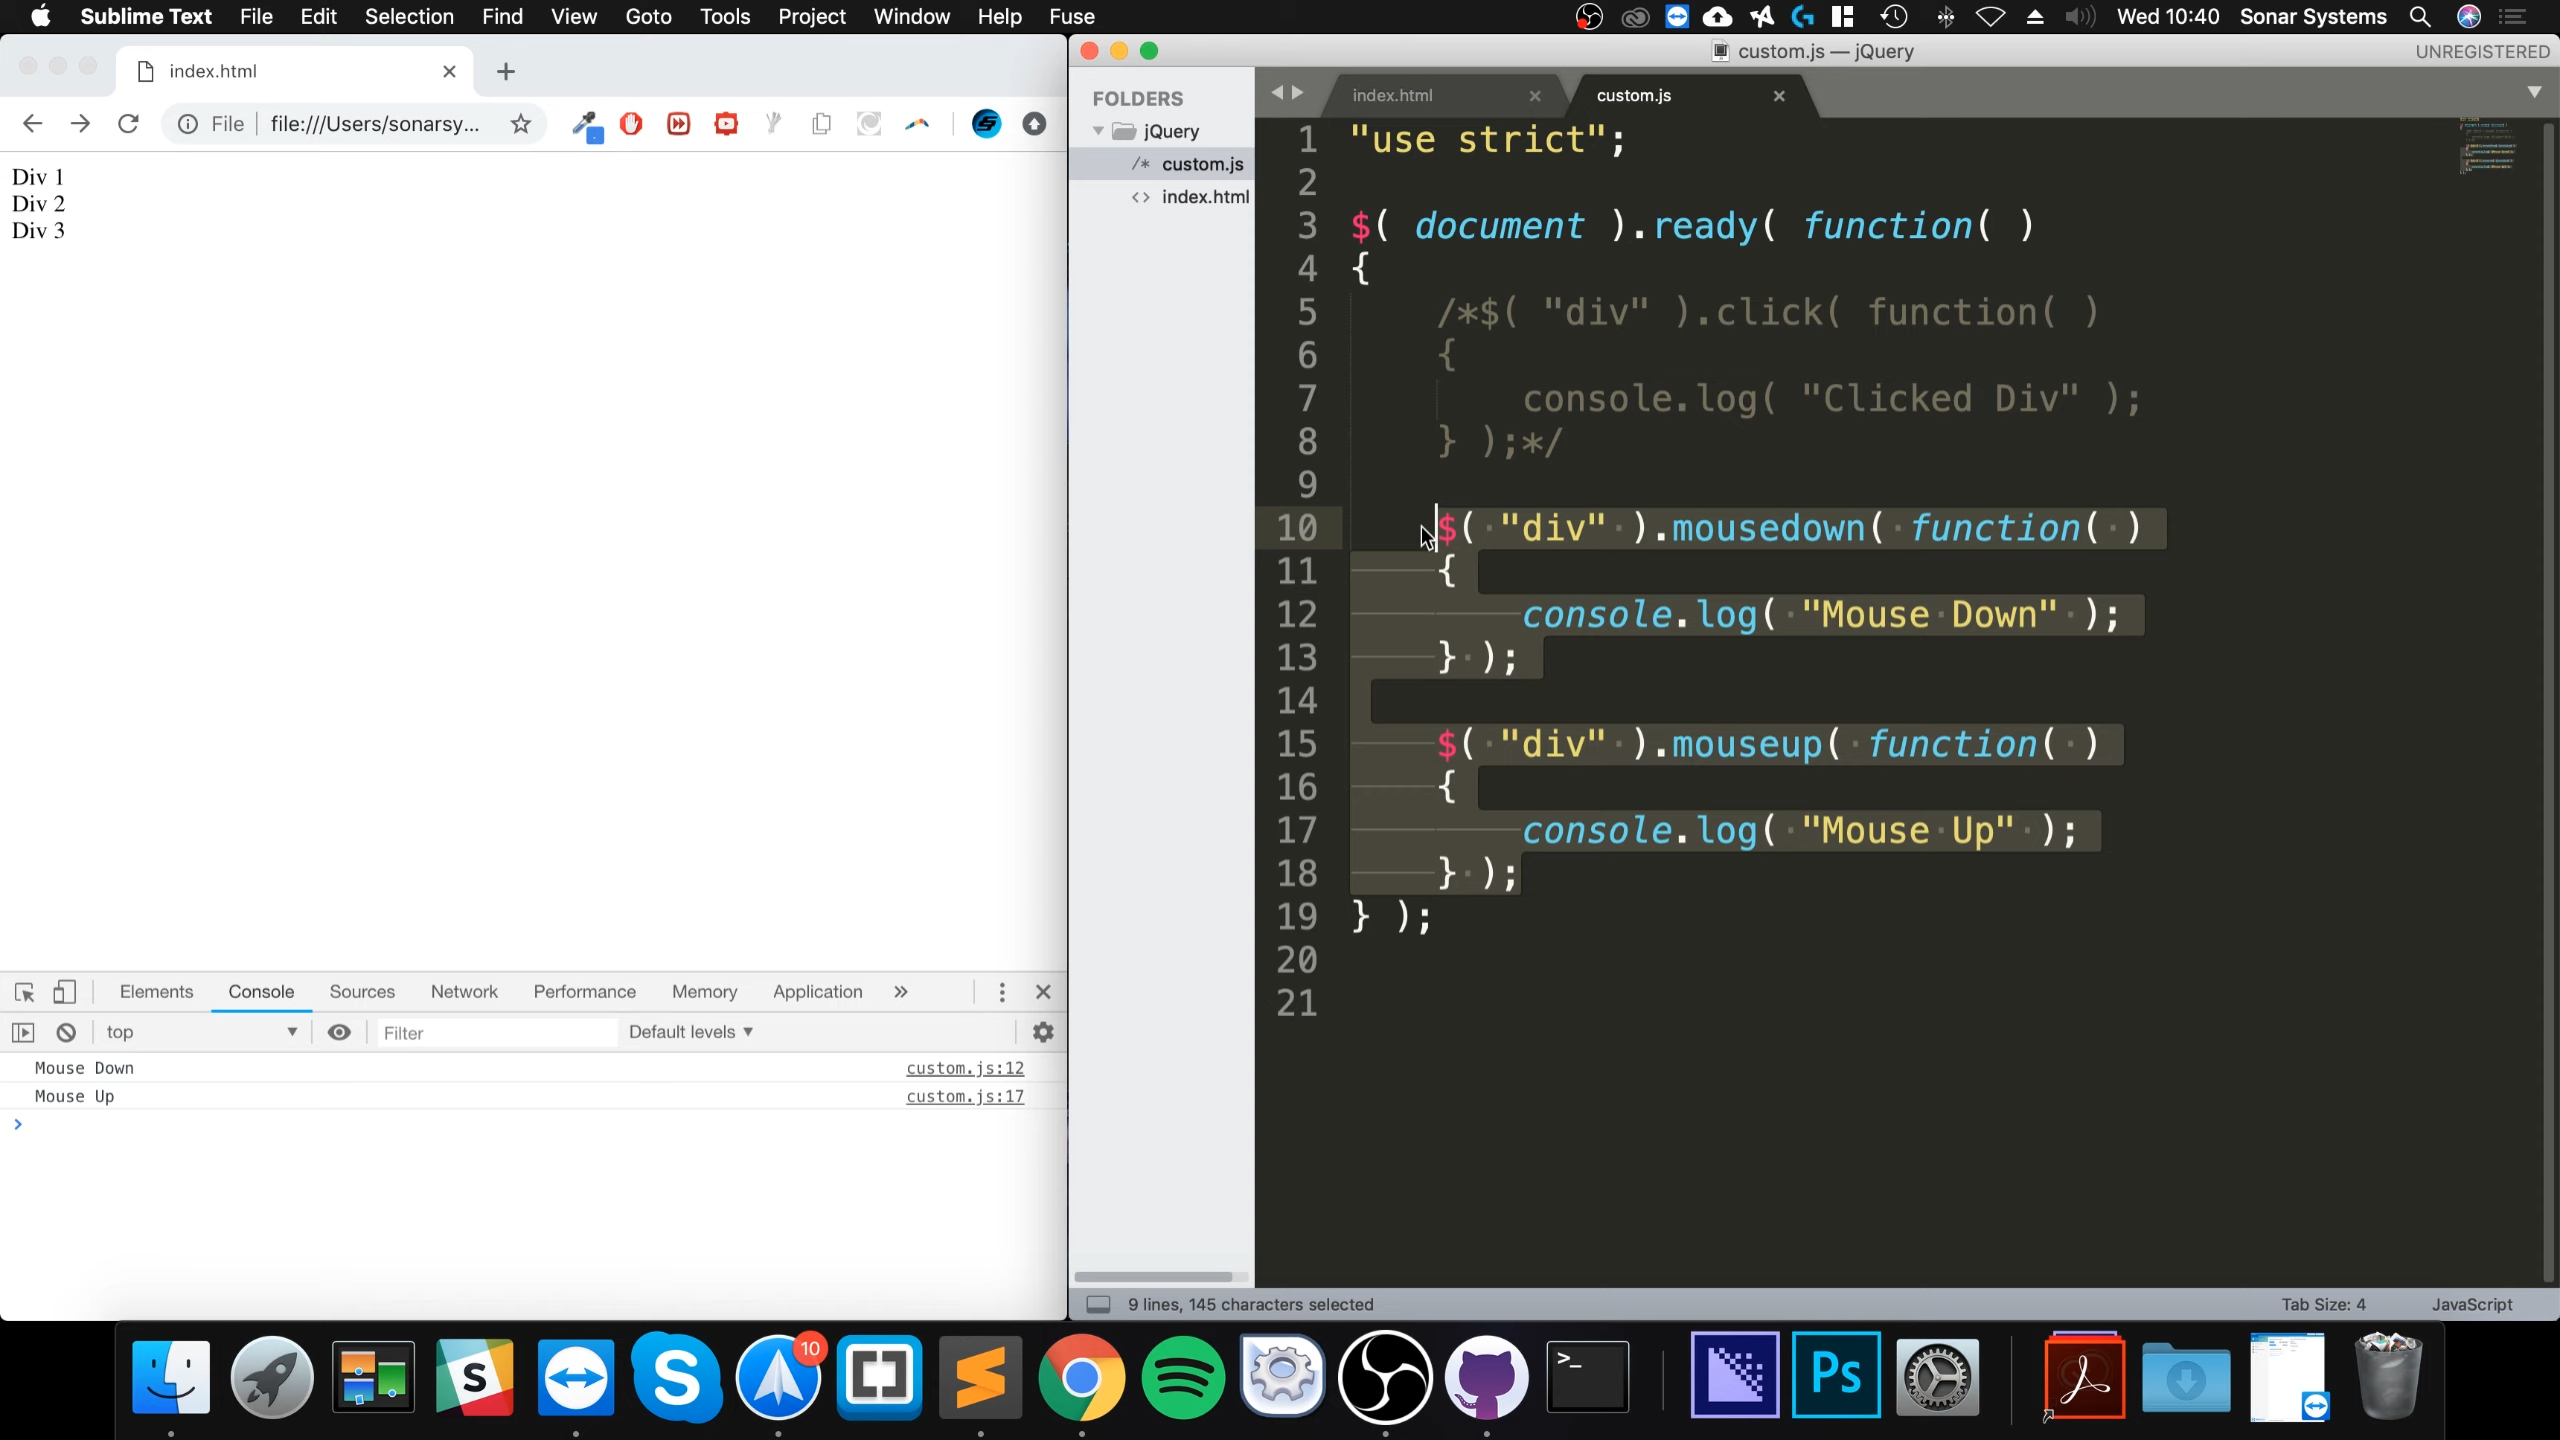 Sublime Text File Edit Selection Find View Goto Tools Project Window Help Fuse Wed 10:40 Sonar Systems
index.html
File file:///Users/sonarsy...
Div 1
Div 2
Div 3
Elements Console Sources Network Performance Memory Application »
top Filter Default levels
Mouse Down custom.js:12
Mouse Up custom.js:17
>
custom.js — jQuery UNREGISTERED
FOLDERS
jQuery
/* custom.js
<> index.html
index.html custom.js
1 "use strict";
2
3 $( document ).ready( function( )
4 {
5 /*$( "div" ).click( function( )
6 {
7 console.log( "Clicked Div" );
8 } );*/
9
10 $( "div" ).mousedown( function( )
11 {
12 console.log( "Mouse Down" );
13 } );
14
15 $( "div" ).mouseup( function( )
16 {
17 console.log( "Mouse Up" );
18 } );
19 } );
20
21
9 lines, 145 characters selected Tab Size: 4 JavaScript
S S 10 >_ Ps